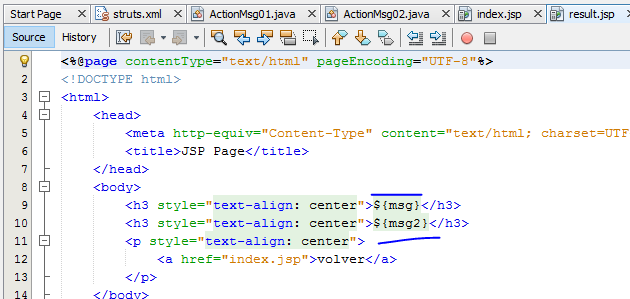 Start Page struts.xml ActionMsg01.java ActionMsg02.java index.jsp result.jsp
Source History
<%@page contentType="text/html" pageEncoding="UTF-8"%>
2 <!DOCTYPE html>
3 <html>
4 <head>
5 <meta http-equiv="Content-Type" content="text/html; charset=UTF
6 <title>JSP Page</title>
7 </head>
8 <body>
9 <h3 style="text-align: center">${msg}</h3>
10 <h3 style="text-align: center">${msg2}</h3>
11 <p style="text-align: center">
12 <a href="index.jsp">volver</a>
13 </p>
14 </body>